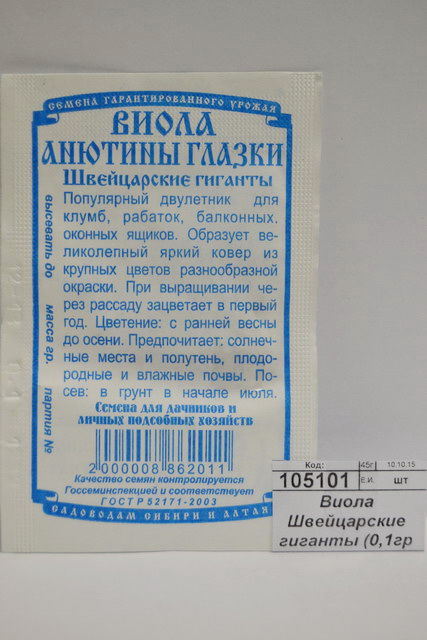 СЕМЕНА ГАРАНТИРОВАННОГО УРОЖАЯ
ВИОЛА
АНЮТИНЫ ГЛАЗКИ
ШВЕЙЦАРСКИЕ ГИГАНТЫ
Популярный двулетник для
клумб, рабаток, балконных.
оконных ящиков. Образует ве-
ликолепный яркий ковер из
крупных цветов разнообразной
окраски. При выращивании че-
рез рассаду зацветает в первый
год. Цветение: с ранней весны
до осени. Предпочитает: солнеч-
ные места и полутень, плодо-
родные и влажные почвы. По-
сев: в грунт в начале июля.
Семена для дачников и
личных подсобных хозяйств
2000008862011
Качество семян контролируется
Госсеминспекцией и соответствует
ГОСТР 52171-2003
САДОВОДАМ СИБИРИ И АЛТАЯ
высевать до масса гр. партия №
Код: 45г 10.10.15
105101 Е.И. шт
Виола
Швейцарские
гиганты (0,1гр